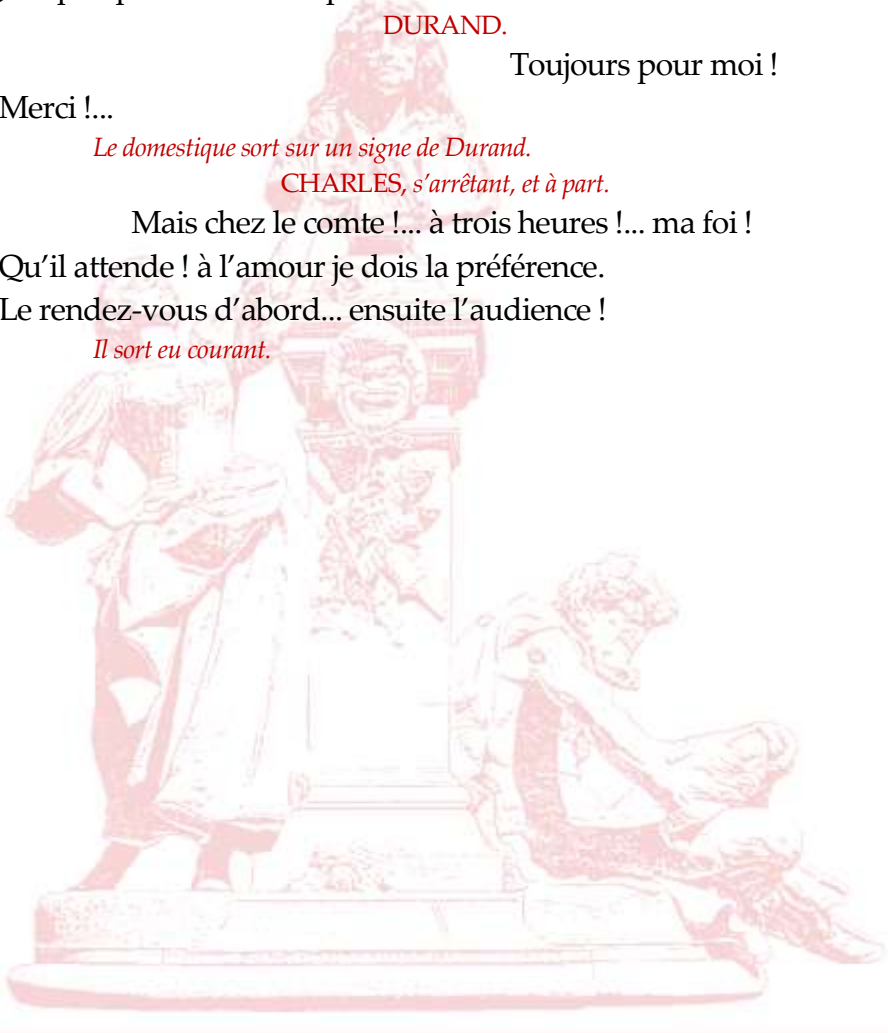 DURAND.
Toujours pour moi !
Merci !...
Le domestique sort sur un signe de Durand.
CHARLES, s’arrêtant, et à part.
Mais chez le comte !... à trois heures !... ma foi !
Qu’il attende ! à l’amour je dois la préférence.
Le rendez-vous d’abord... ensuite l’audience !
Il sort eu courant.